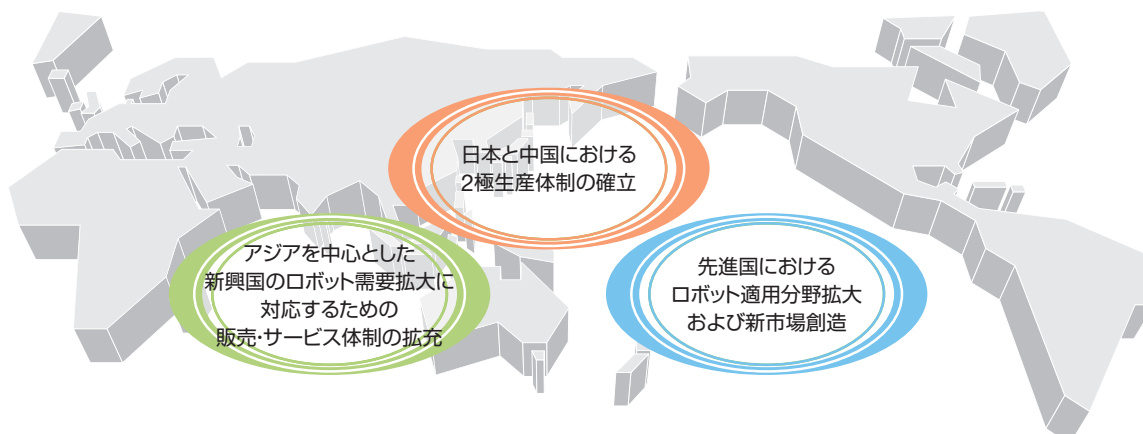 日本と中国における
2極生産体制の確立
アジアを中心とした
新興国のロボット需要拡大に
対応するための
販売・サービス体制の拡充
先進国における
ロボット適用分野拡大
および新市場創造